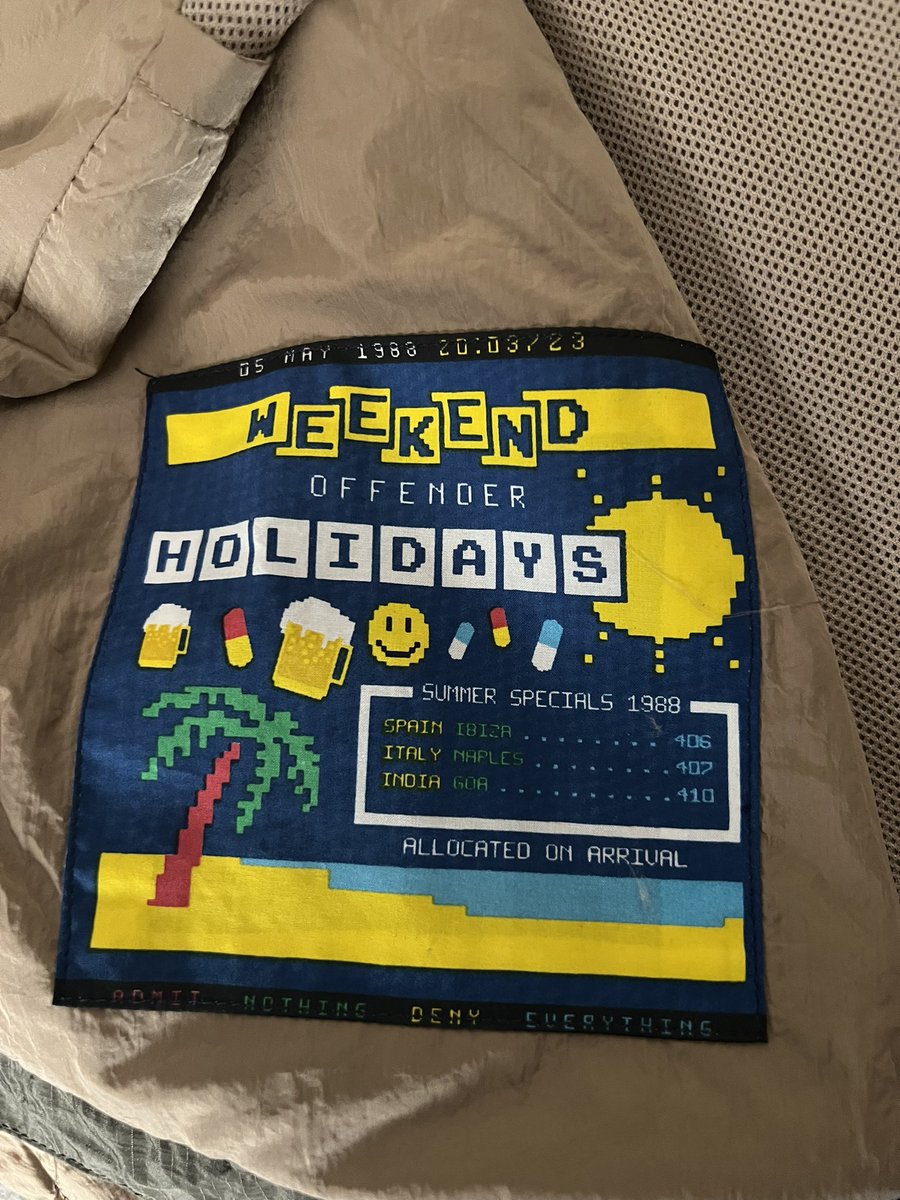 05 MAY 1988 20:03/23
WEEKEND
OFFENDER
HOLIDAYS
SUMMER SPECIALS 1988
SPAIN IBIZA ........ 406
ITALY NAPLES ........ 407
INDIA GOA ........... 410
ALLOCATED ON ARRIVAL
ADMIT NOTHING DENY EVERYTHING